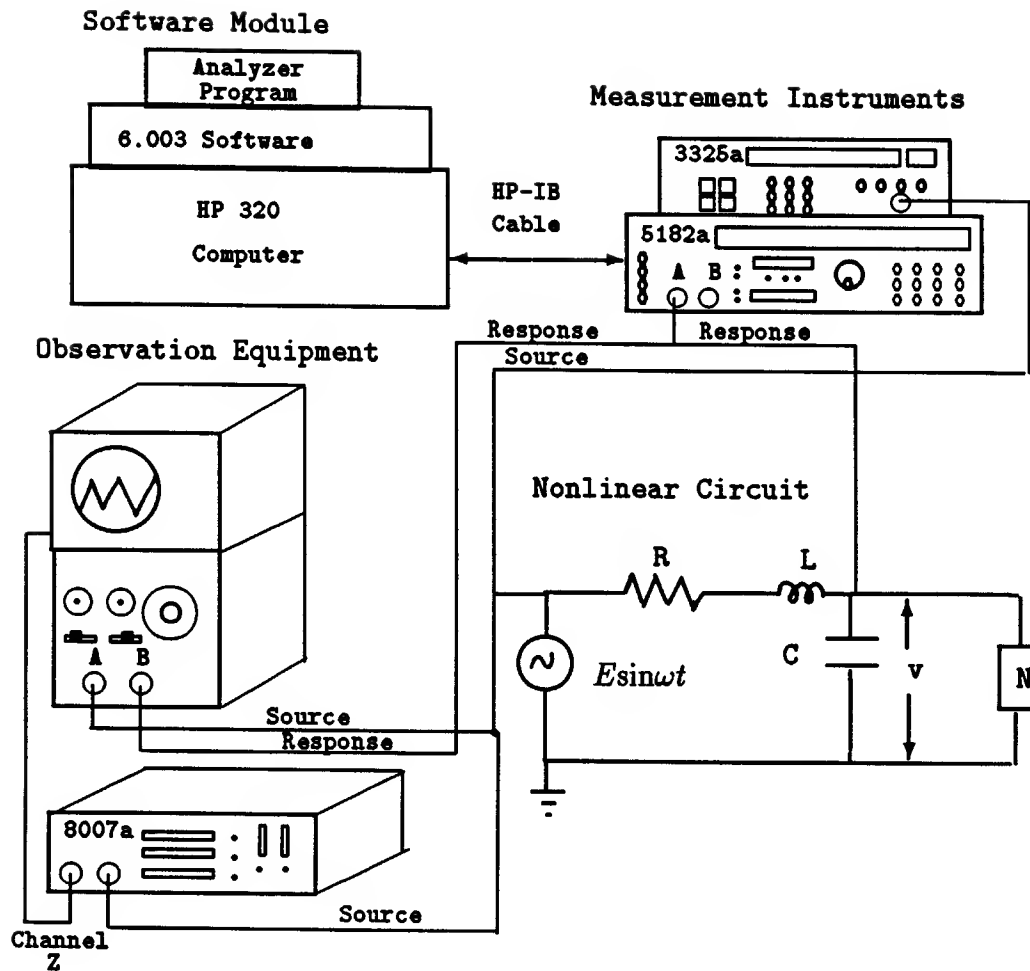 Software Module
Analyzer
Program
6.003 Software
HP 320
Computer
HP-IB
Cable
Measurement Instruments
3325a
5182a
A B
Response
Response
Source
Observation Equipment
A B
Source
Response
8007a
Source
Channel
Z
Nonlinear Circuit
R
L
C
v
N
Esinωt